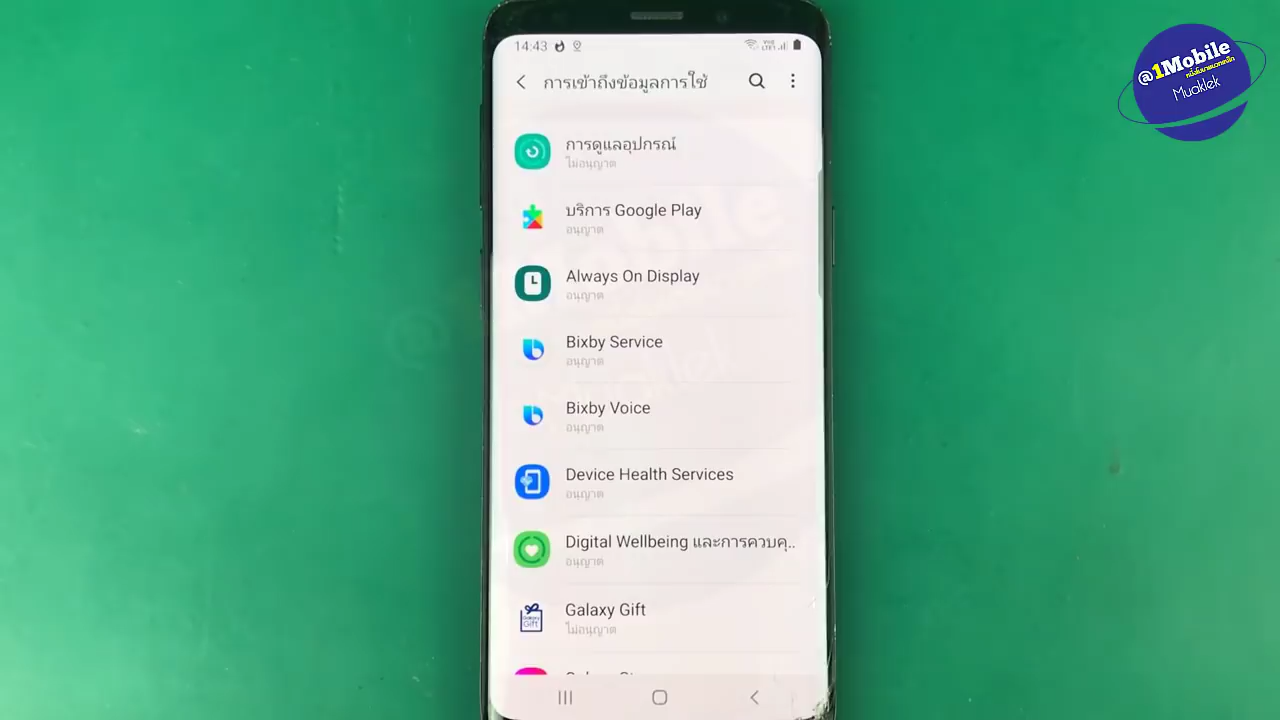 14:43
การเข้าถึงข้อมูลการใช้
การดูแลอุปกรณ์
ไม่อนุญาต
บริการ Google Play
อนุญาต
Always On Display
อนุญาต
Bixby Service
อนุญาต
Bixby Voice
อนุญาต
Device Health Services
อนุญาต
Digital Wellbeing และการควบคุ..
อนุญาต
Galaxy Gift
ไม่อนุญาต
@1Mobile
Muaklek